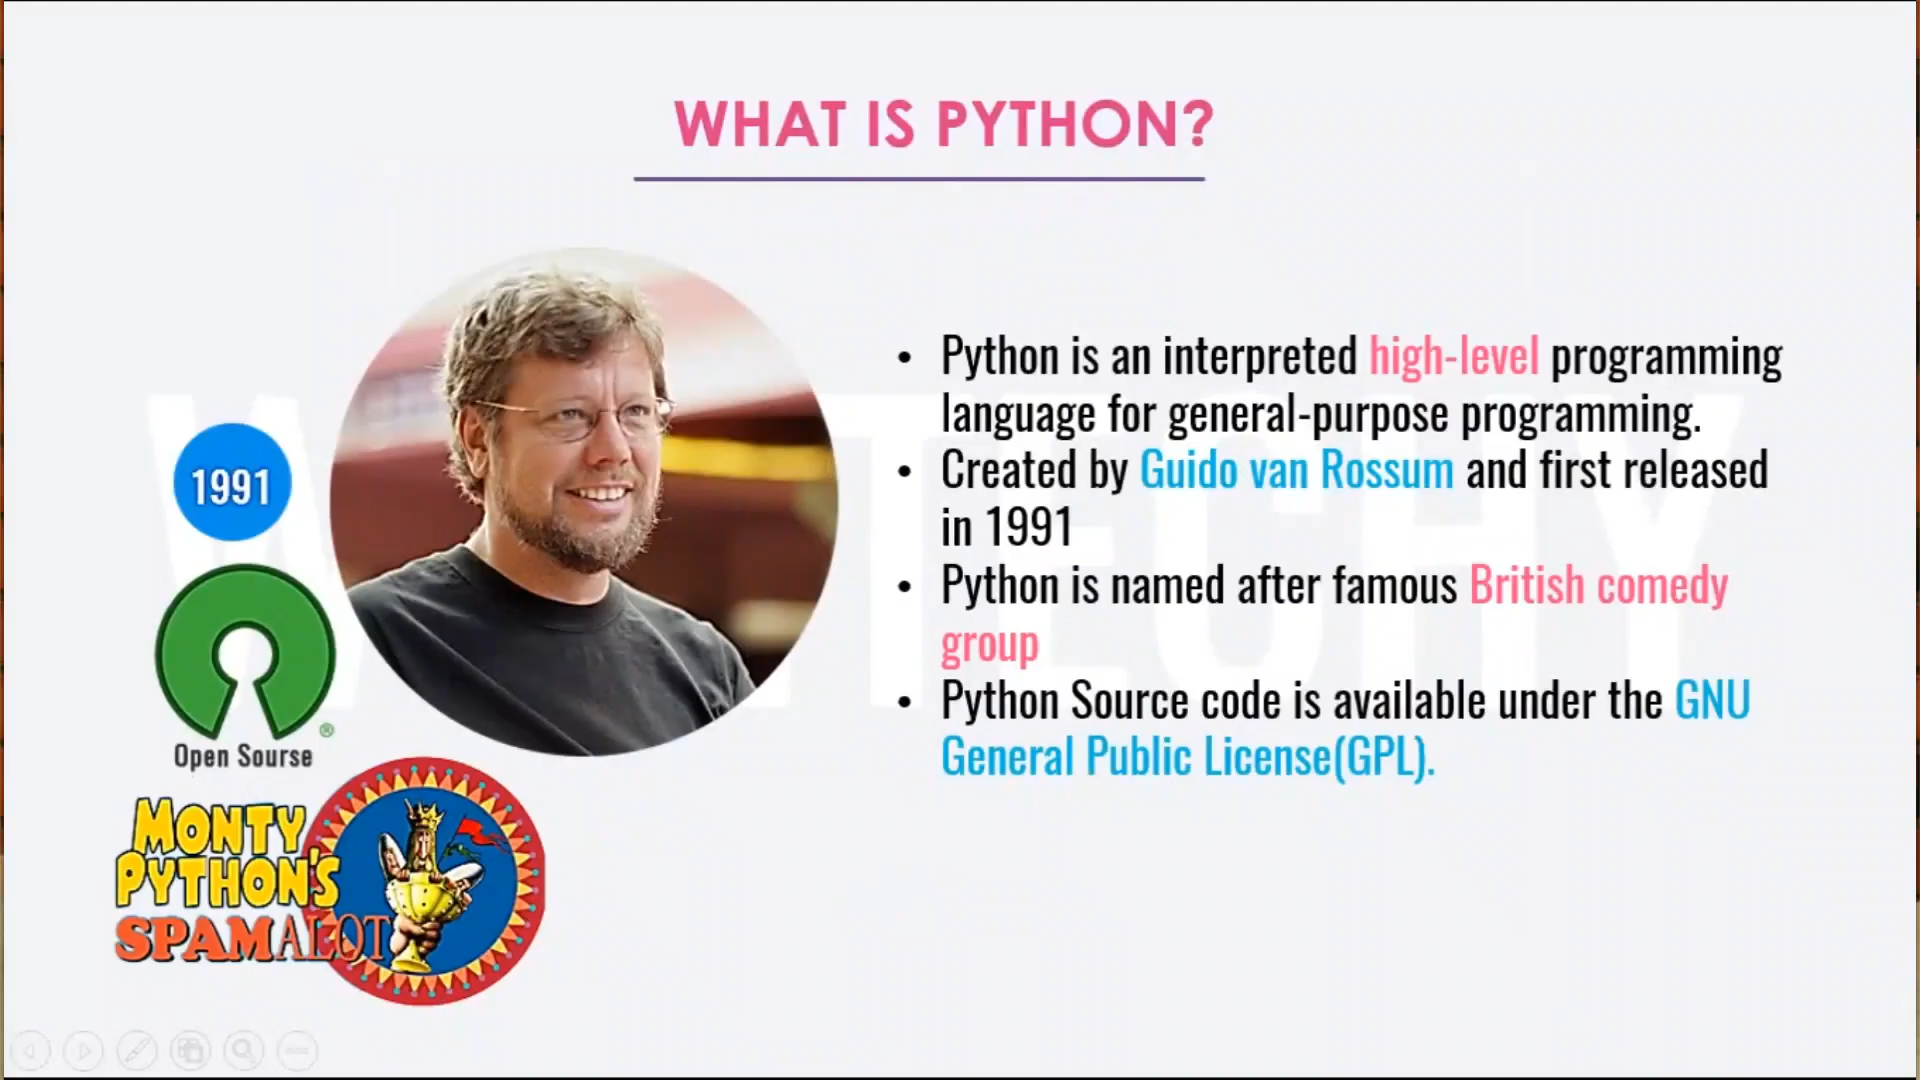 WHAT IS PYTHON?
1991
Open Sourse
®
MONTY
PYTHON'S
SPAMALOT
• Python is an interpreted high-level programming
language for general-purpose programming.
• Created by Guido van Rossum and first released
in 1991
• Python is named after famous British comedy
group
• Python Source code is available under the GNU
General Public License(GPL).